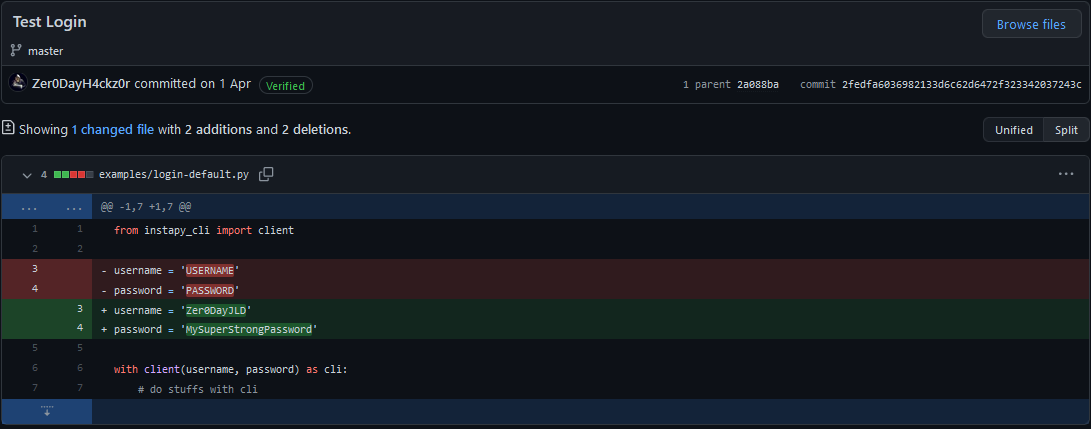 Test Login
Browse files
master
Zer0DayH4ckz0r committed on 1 Apr Verified
1 parent 2a088ba commit 2fedfa6036982133d6c62d6472f323342037243c
Showing 1 changed file with 2 additions and 2 deletions.
Unified Split
4 examples/login-default.py ...
... ... @@ -1,7 +1,7 @@
1 1 from instapy_cli import client
2 2
3 - username = 'USERNAME'
4 - password = 'PASSWORD'
3 + username = 'Zer0DayJLD'
4 + password = 'MySuperStrongPassword'
5 5
6 6 with client(username, password) as cli:
7 7 # do stuffs with cli